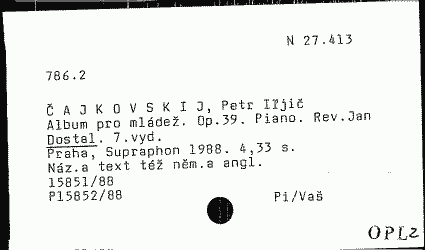 N 27.413
786.2
Č A J K O V S K I J, Petr Iľjič
Album pro mládež. Op.39. Piano. Rev.Jan
Dostal. 7.vyd.
Praha, Supraphon 1988. 4,33 s.
Náz.a text též něm.a angl.
15851/88
P15852/88
Pi/Vaš
OPLz